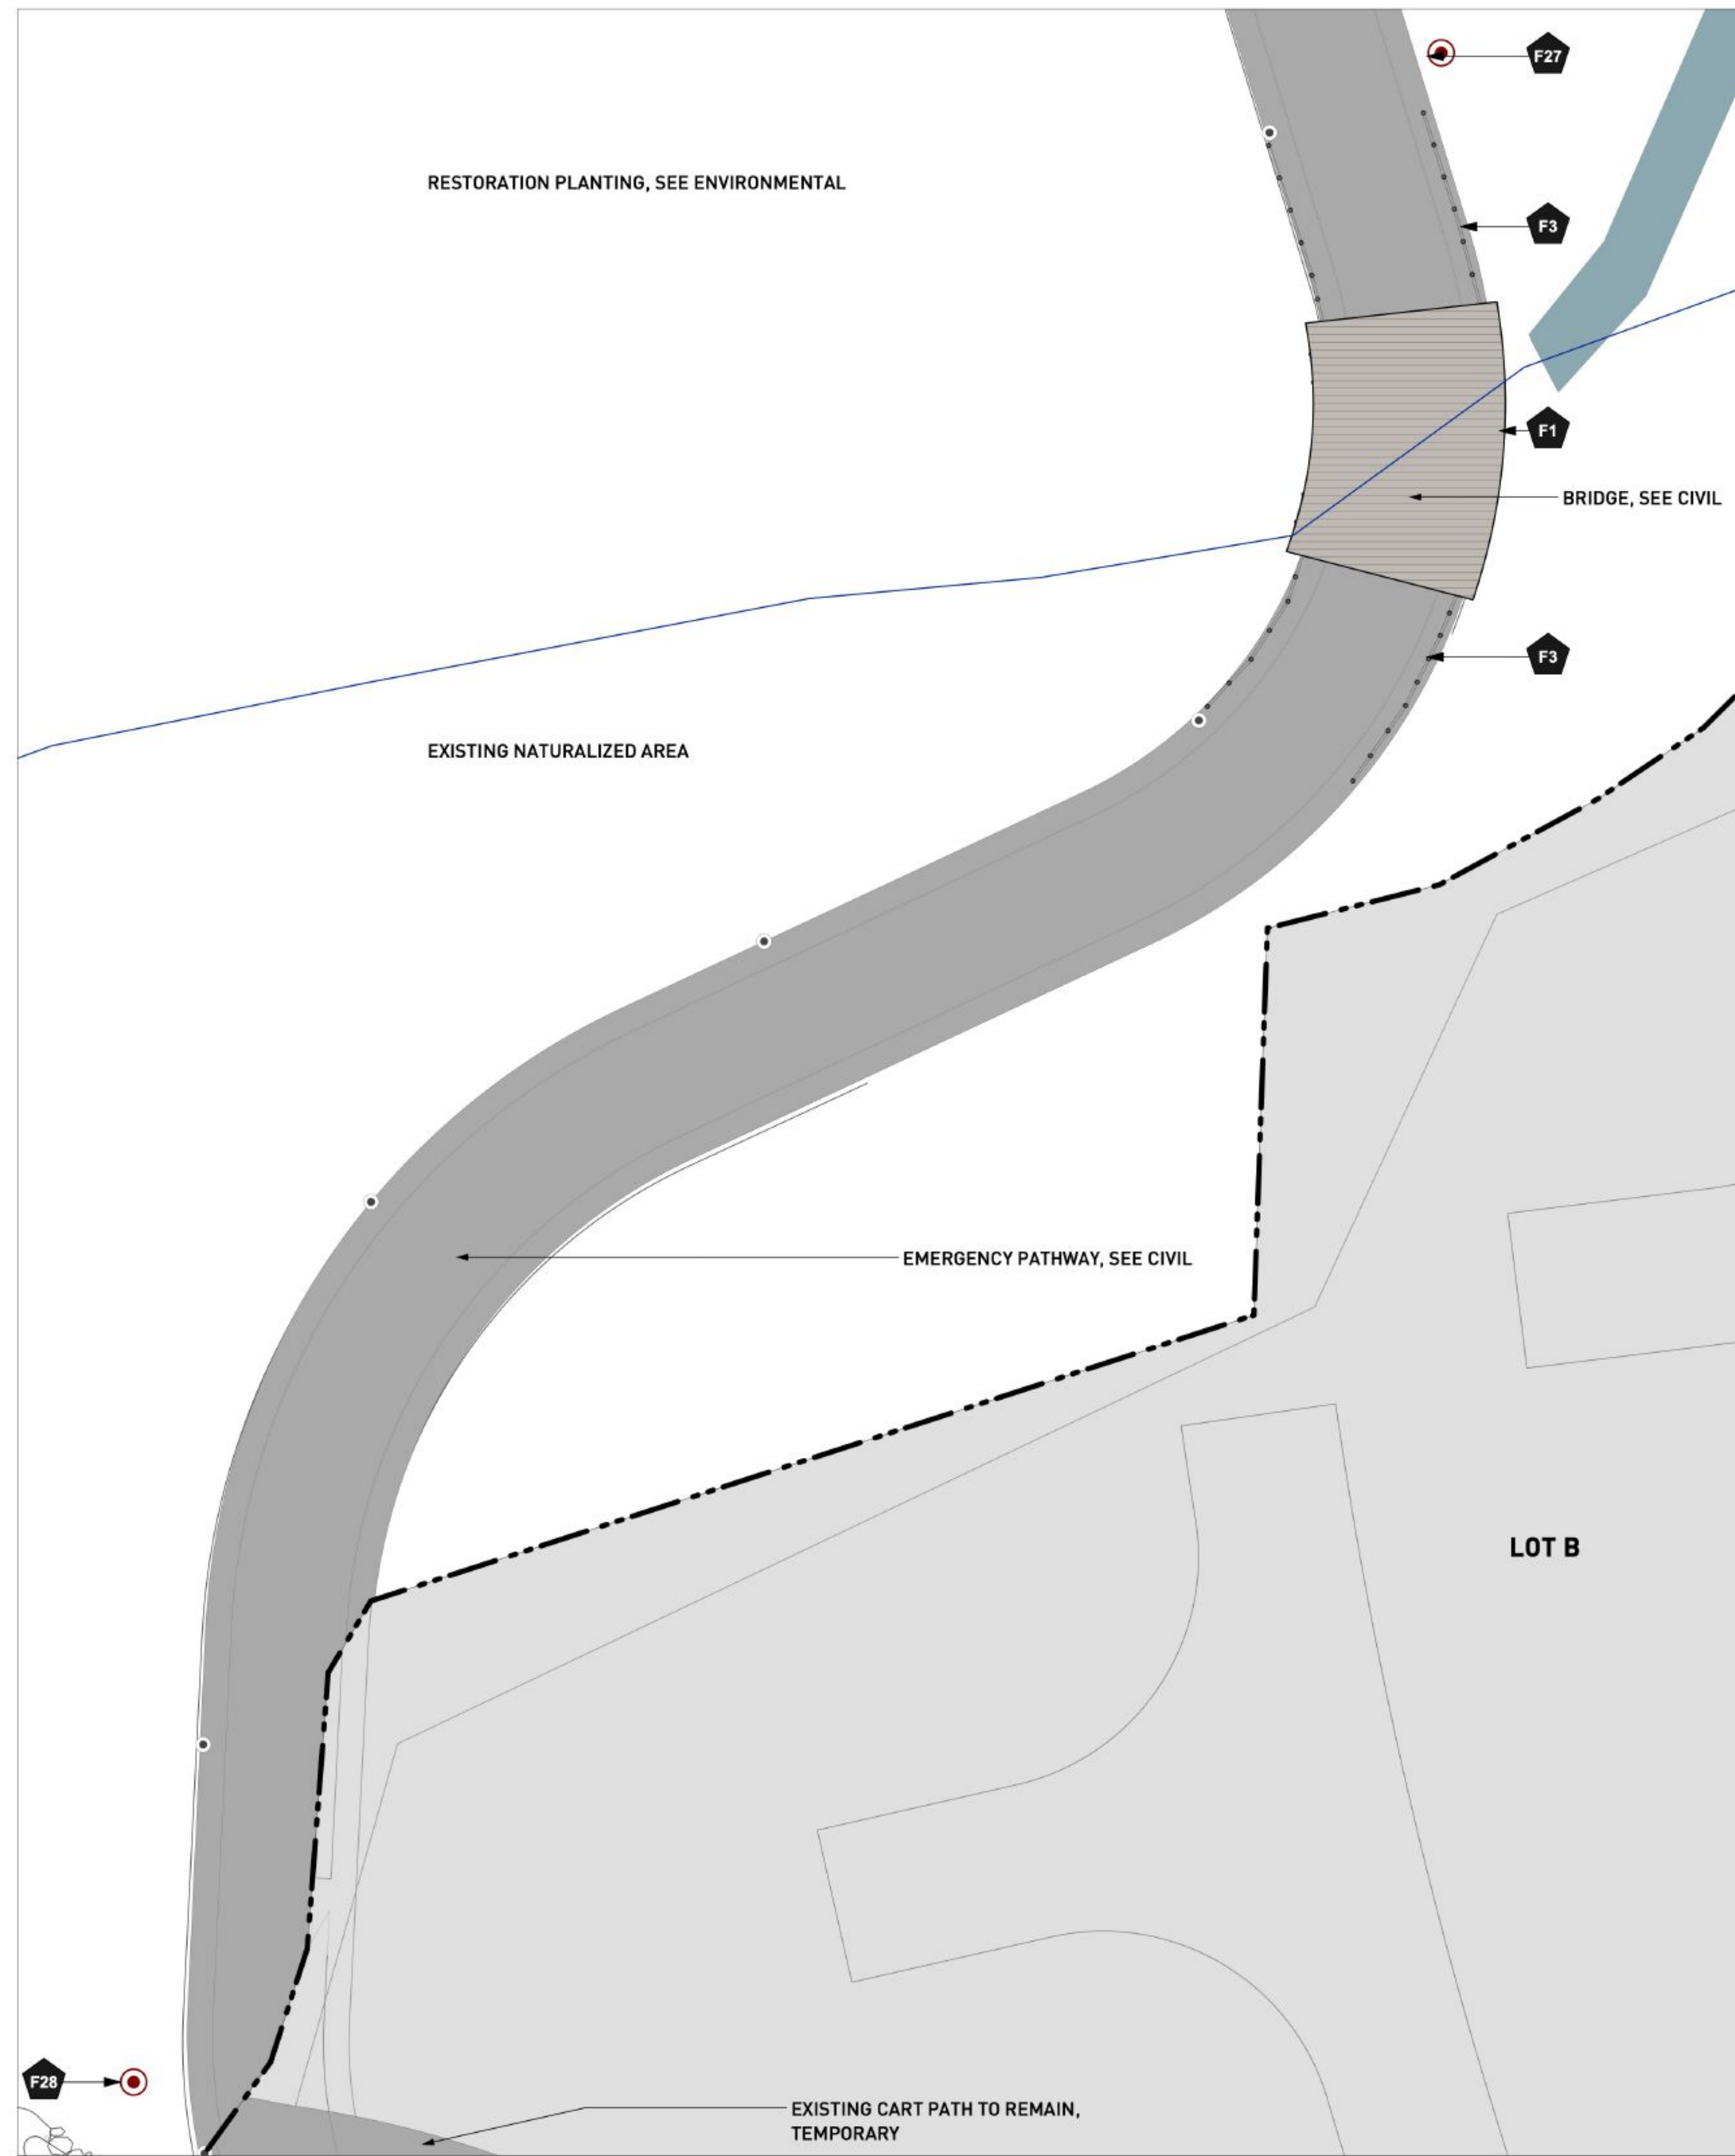 F27
RESTORATION PLANTING, SEE ENVIRONMENTAL
F3
F1
BRIDGE, SEE CIVIL
F3
EXISTING NATURALIZED AREA
EMERGENCY PATHWAY, SEE CIVIL
LOT B
F28
EXISTING CART PATH TO REMAIN,
TEMPORARY